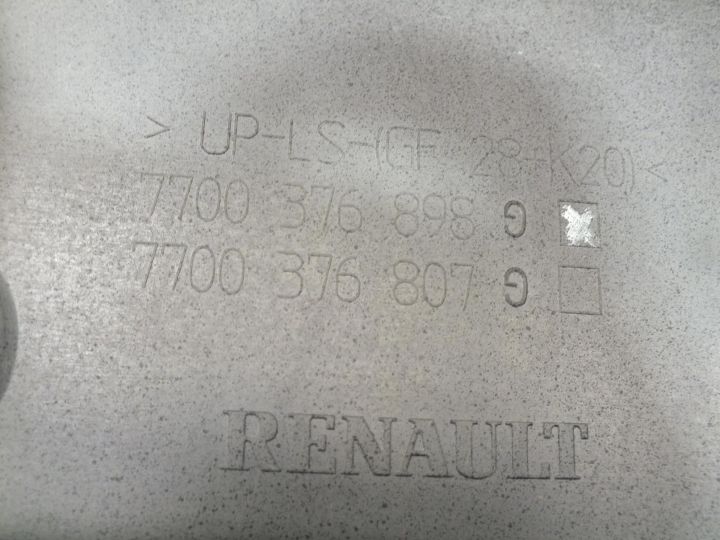 > UP-LS-(GF 28+K20)<
7700 376 898 G
7700 376 807 G
RENAULT